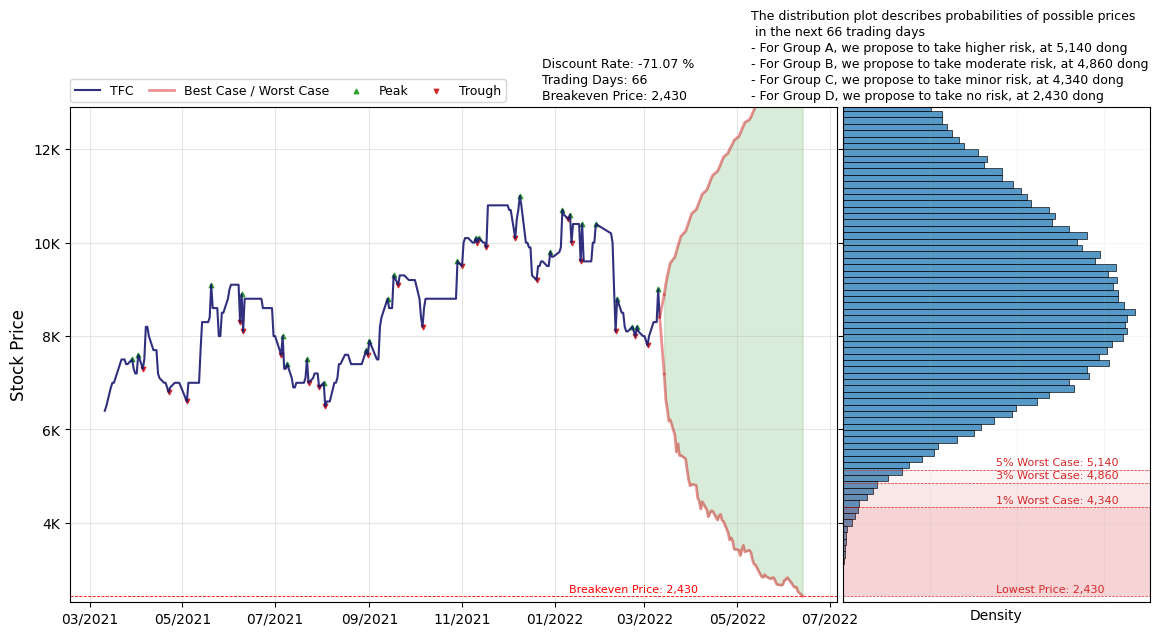 The distribution plot describes probabilities of possible prices
in the next 66 trading days
- For Group A, we propose to take higher risk, at 5,140 dong
- For Group B, we propose to take moderate risk, at 4,860 dong
- For Group C, we propose to take minor risk, at 4,340 dong
- For Group D, we propose to take no risk, at 2,430 dong
Discount Rate: -71.07 %
Trading Days: 66
Breakeven Price: 2,430
TFC
Best Case / Worst Case
Peak
Trough
Stock Price
12K
10K
8K
6K
4K
5% Worst Case: 5,140
3% Worst Case: 4,860
1% Worst Case: 4,340
Breakeven Price: 2,430
Lowest Price: 2,430
03/2021
05/2021
07/2021
09/2021
11/2021
01/2022
03/2022
05/2022
07/2022
Density